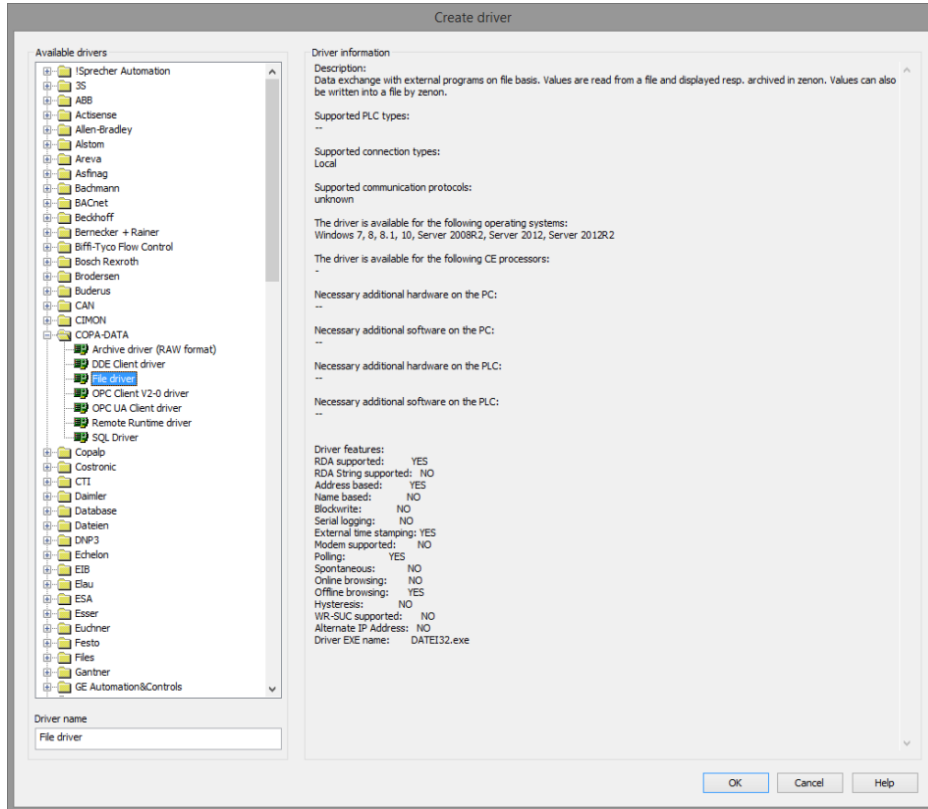 Create driver
Available drivers
!Sprecher Automation
3S
ABB
Actisense
Allen-Bradley
Alstom
Areva
Asfinag
Bachmann
BACnet
Beckhoff
Bernecker + Rainer
Biffi-Tyco Flow Control
Bosch Rexroth
Brodersen
Buderus
CAN
CIMON
COPA-DATA
Archive driver (RAW format)
DDE Client driver
File driver
OPC Client V2-0 driver
OPC UA Client driver
Remote Runtime driver
SQL Driver
Copalp
Costronic
CTI
Daimler
Database
Dateien
DNP3
Echelon
EIB
Elau
ESA
Esser
Euchner
Festo
Files
Gantner
GE Automation&Controls
Driver name
File driver
Driver information
Description:
Data exchange with external programs on file basis. Values are read from a file and displayed resp. archived in zenon. Values can also
be written into a file by zenon.
Supported PLC types:
--
Supported connection types:
Local
Supported communication protocols:
unknown
The driver is available for the following operating systems:
Windows 7, 8, 8.1, 10, Server 2008R2, Server 2012, Server 2012R2
The driver is available for the following CE processors:
-
Necessary additional hardware on the PC:
--
Necessary additional software on the PC:
--
Necessary additional hardware on the PLC:
--
Necessary additional software on the PLC:
--
Driver features:
RDA supported: YES
RDA String supported: NO
Address based: YES
Name based: NO
Blockwrite: NO
Serial logging: NO
External time stamping: YES
Modem supported: NO
Polling: YES
Spontaneous: NO
Online browsing: NO
Offline browsing: YES
Hysteresis: NO
WR-SUC supported: NO
Alternate IP Address: NO
Driver EXE name: DATEI32.exe
OK
Cancel
Help